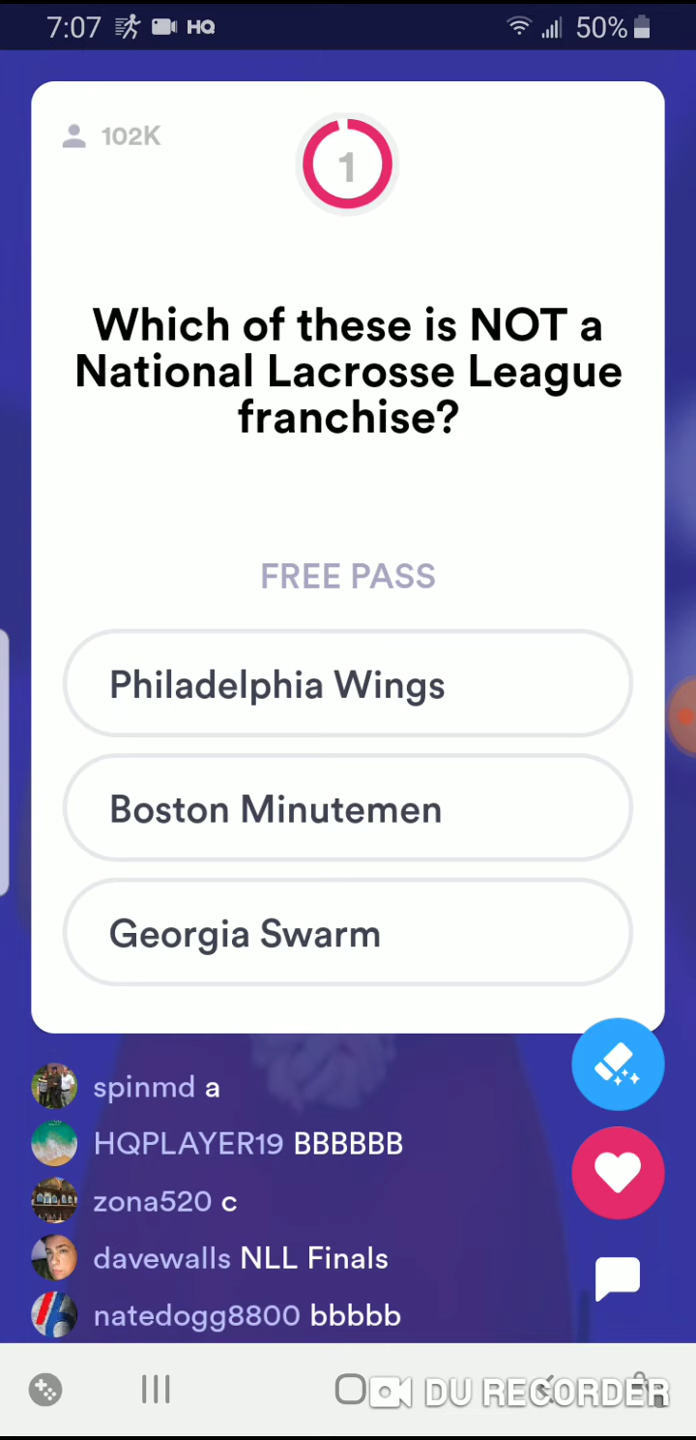 7:07 HQ 50%
102K
1
Which of these is NOT a
National Lacrosse League
franchise?
FREE PASS
Philadelphia Wings
Boston Minutemen
Georgia Swarm
spinmd a
HQPLAYER19 BBBBBB
zona520 c
davewalls NLL Finals
natedogg8800 bbbbb
DU RECORDER